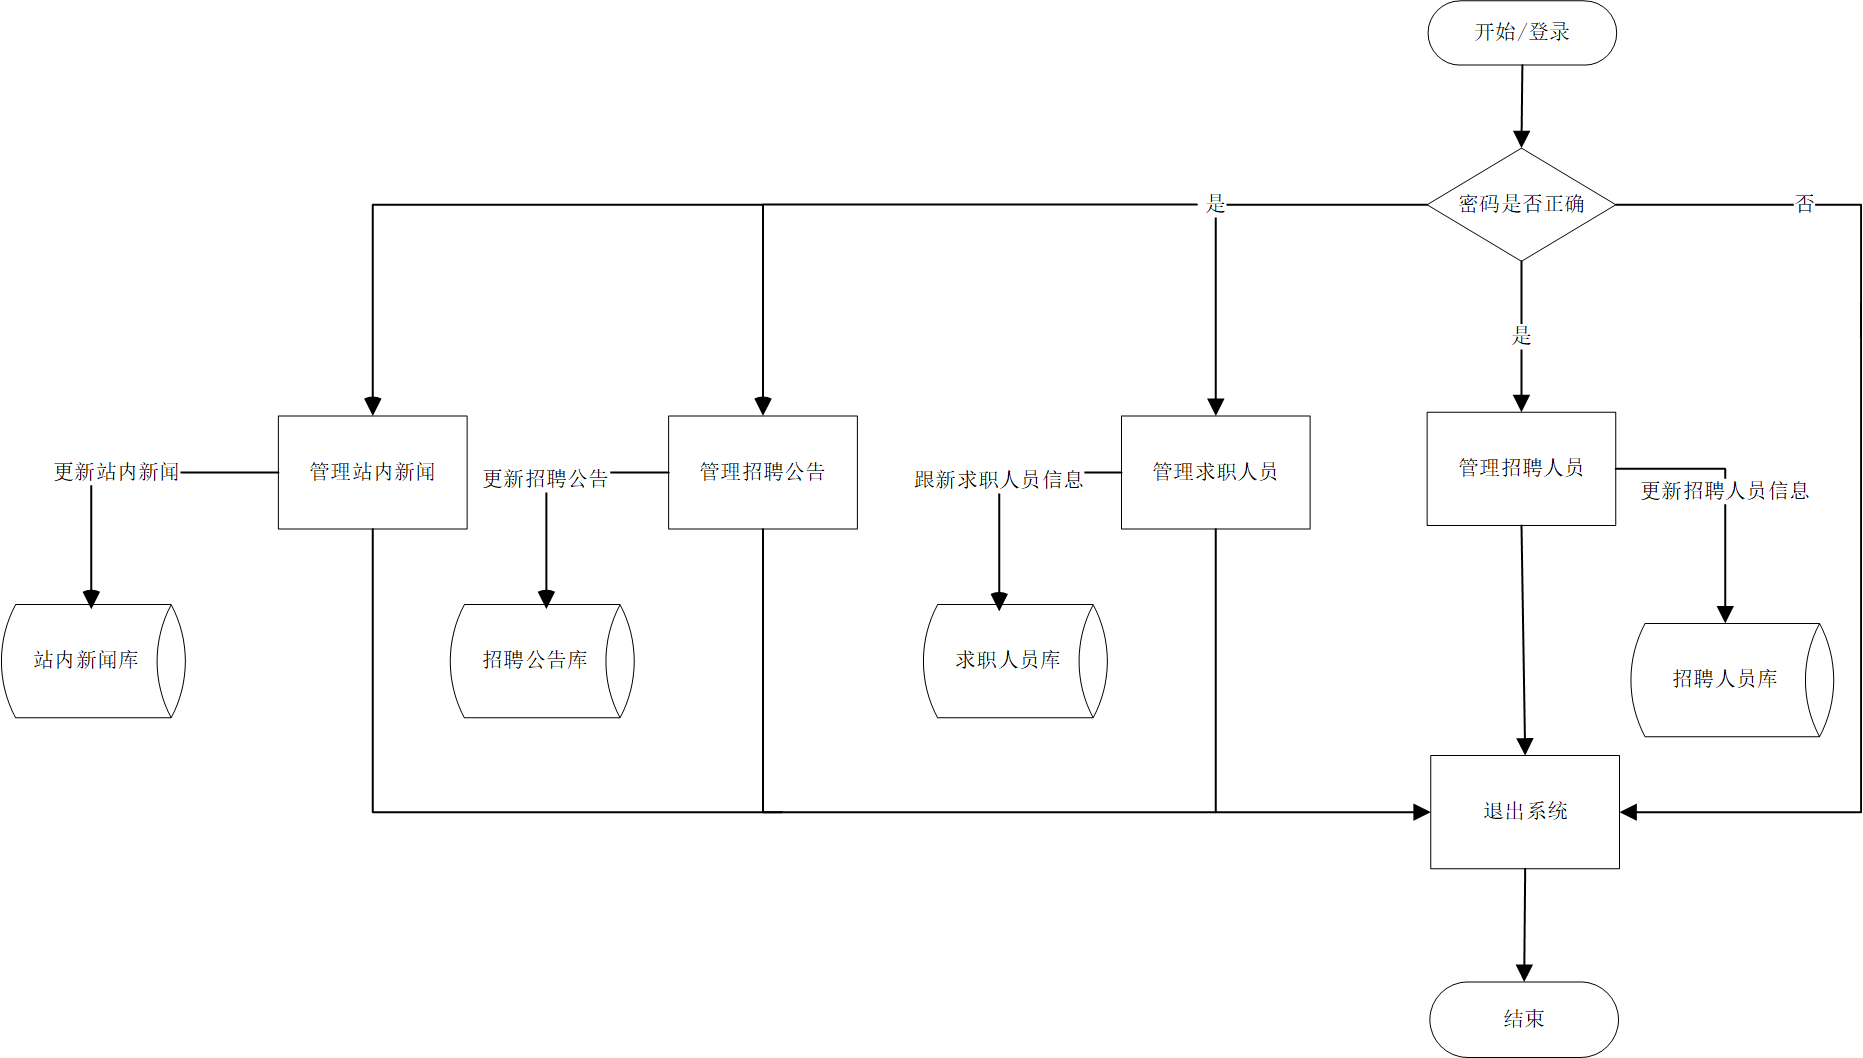 开始/登录
密码是否正确
是
否
是
管理站内新闻
管理招聘公告
管理求职人员
管理招聘人员
更新站内新闻
更新招聘公告
跟新求职人员信息
更新招聘人员信息
站内新闻库
招聘公告库
求职人员库
招聘人员库
退出系统
结束